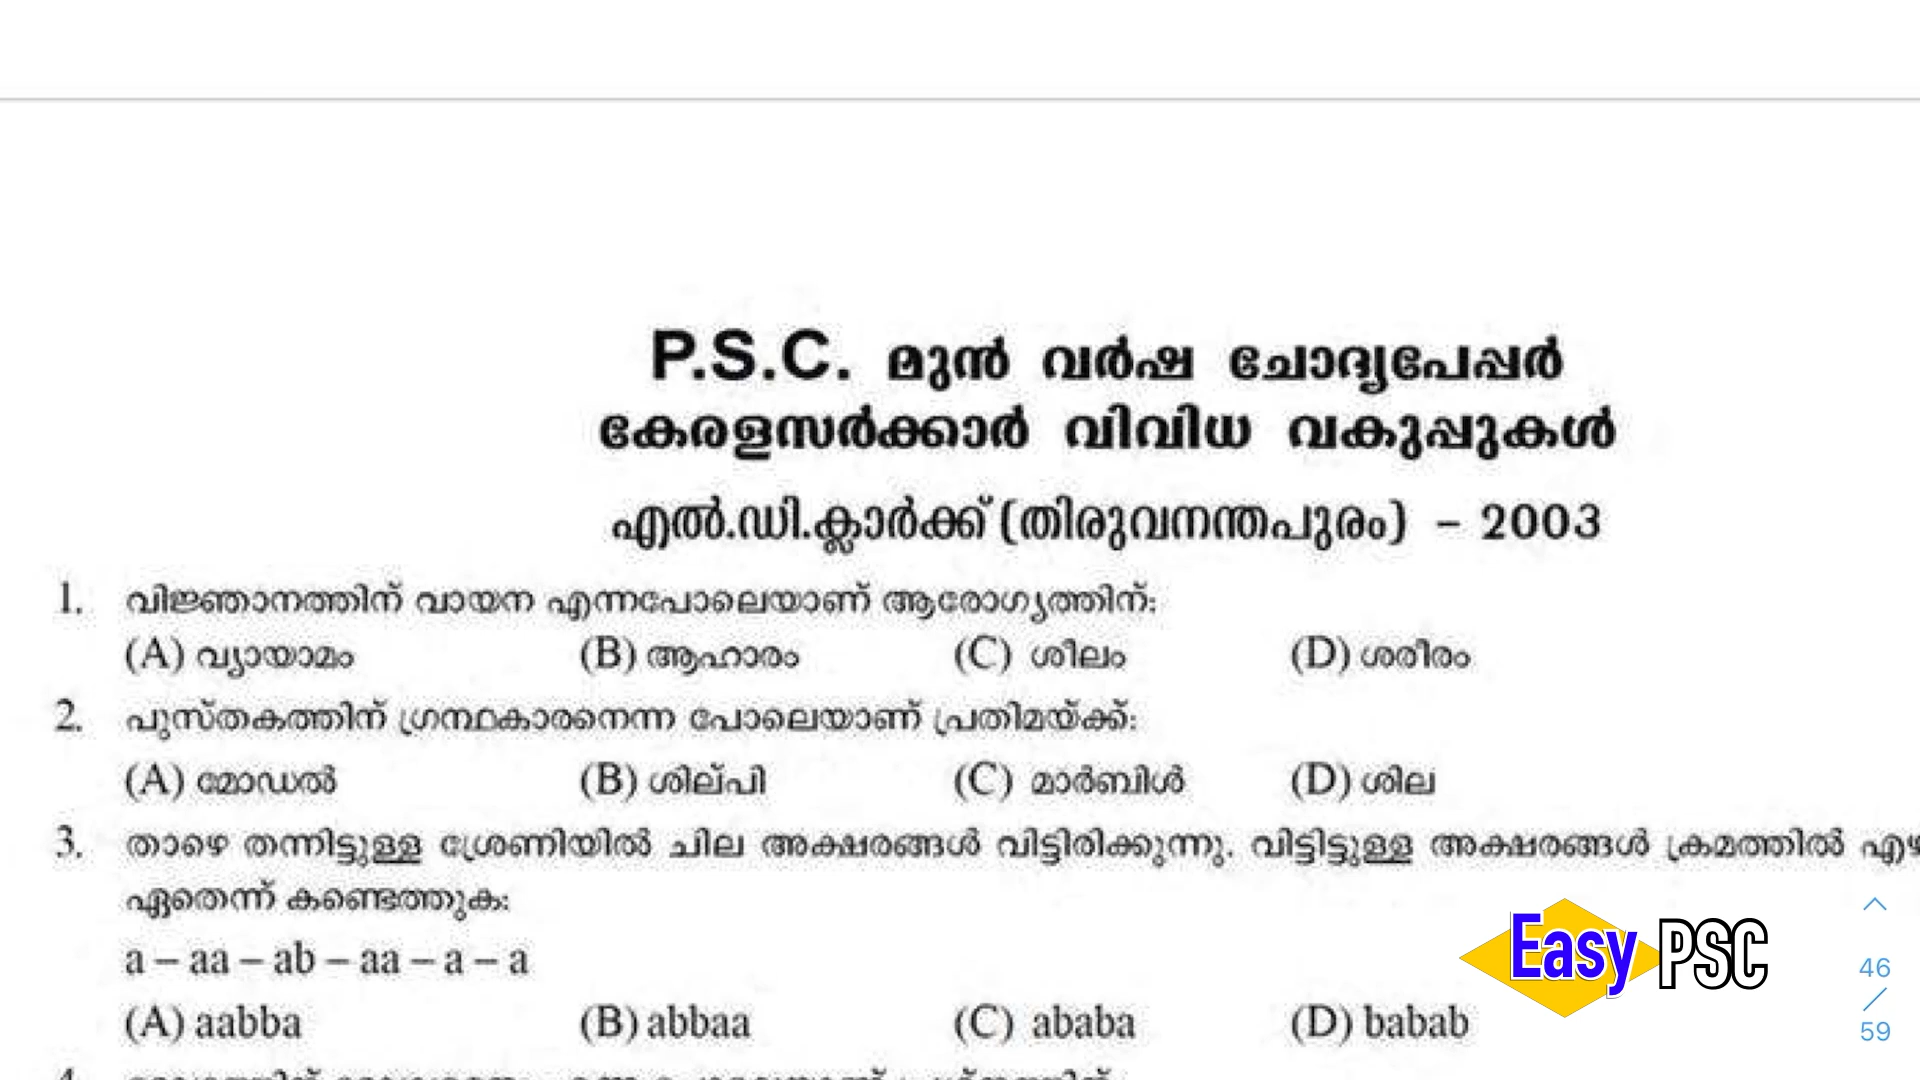 P.S.C. മുൻ വർഷ ചോദ്യപേപ്പർ
കേരളസർക്കാർ വിവിധ വകുപ്പുകൾ
എൽ.ഡി.ക്ലാർക്ക് (തിരുവനന്തപുരം) – 2003
1. വിജ്ഞാനത്തിന് വായന എന്നപോലെയാണ് ആരോഗ്യത്തിന്:
(A) വ്യായാമം (B) ആഹാരം (C) ശീലം (D) ശരീരം
2. പുസ്തകത്തിന് ഗ്രന്ഥകാരനെന്ന പോലെയാണ് പ്രതിമയ്ക്ക്:
(A) മോഡൽ (B) ശില്പി (C) മാർബിൾ (D) ശില
3. താഴെ തന്നിട്ടുള്ള ശ്രേണിയിൽ ചില അക്ഷരങ്ങൾ വിട്ടിരിക്കുന്നു. വിട്ടിട്ടുള്ള അക്ഷരങ്ങൾ ക്രമത്തിൽ
ഏതെന്ന് കണ്ടെത്തുക:
a – aa – ab – aa – a – a
(A) aabba (B) abbaa (C) ababa (D) babab
Easy PSC
46
/
59